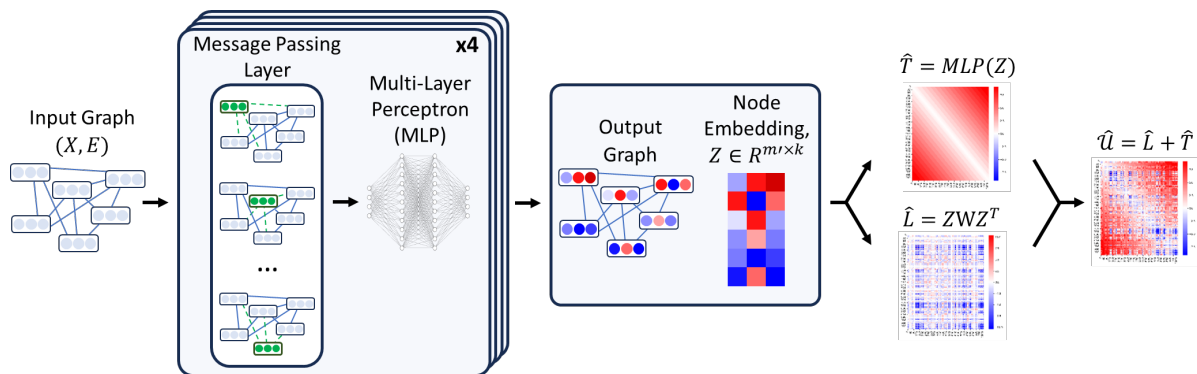 Input Graph
(X, E)
Message Passing
Layer
...
x4
Multi-Layer
Perceptron
(MLP)
Output
Graph
Node
Embedding,
Z ∈ R^{m′×k}
T̂ = MLP(Z)
L̂ = ZWZ^T
𝒰̂ = L̂ + T̂